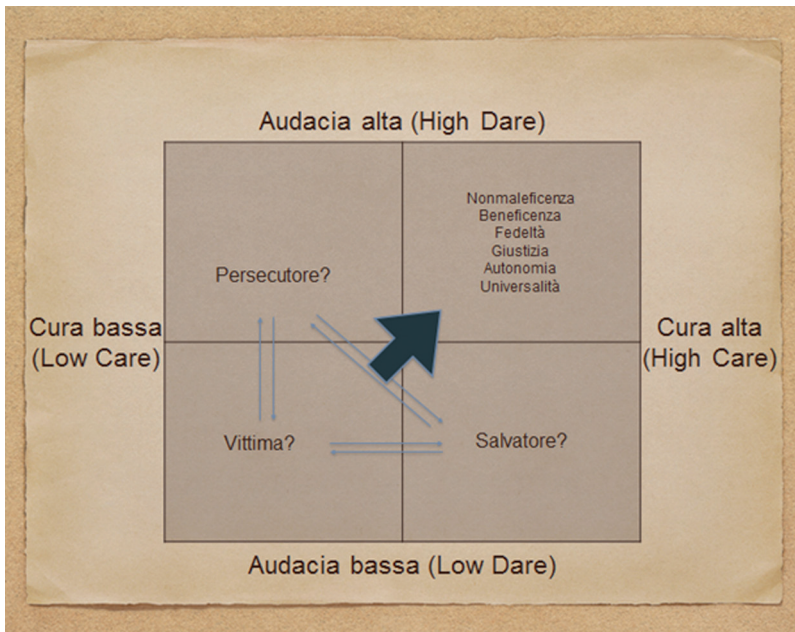 Audacia alta (High Dare)
Nonmaleficenza
Beneficenza
Fedeltà
Giustizia
Autonomia
Universalità
Persecutore?
Cura bassa
(Low Care)
Cura alta
(High Care)
Vittima?
Salvatore?
Audacia bassa (Low Dare)